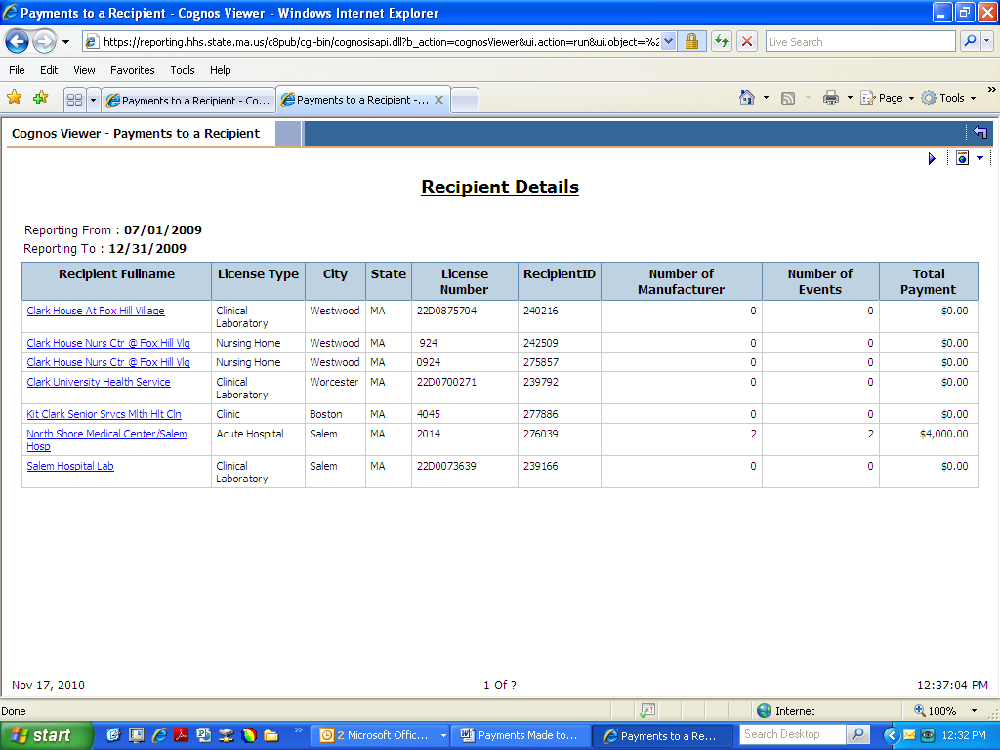 Payments to a Recipient - Cognos Viewer - Windows Internet Explorer
https://reporting.hhs.state.ma.us/c8pub/cgi-bin/cognosisapi.dll?b_action=cognosViewer&ui.action=run&ui.object=%2 Live Search
File Edit View Favorites Tools Help
Payments to a Recipient - Co... Payments to a Recipient -... Page Tools
Cognos Viewer - Payments to a Recipient
Recipient Details
Reporting From : 07/01/2009
Reporting To : 12/31/2009
Recipient Fullname License Type City State License Number RecipientID Number of Manufacturer Number of Events Total Payment
Clark House At Fox Hill Village Clinical Laboratory Westwood MA 22D0875704 240216 0 0 $0.00
Clark House Nurs Ctr @ Fox Hill Vlg Nursing Home Westwood MA 924 242509 0 0 $0.00
Clark House Nurs Ctr @ Fox Hill Vlg Nursing Home Westwood MA 0924 275857 0 0 $0.00
Clark University Health Service Clinical Laboratory Worcester MA 22D0700271 239792 0 0 $0.00
Kit Clark Senior Srvcs Mlth Hlt Cln Clinic Boston MA 4045 277886 0 0 $0.00
North Shore Medical Center/Salem Hosp Acute Hospital Salem MA 2014 276039 2 2 $4,000.00
Salem Hospital Lab Clinical Laboratory Salem MA 22D0073639 239166 0 0 $0.00
Nov 17, 2010 1 Of ? 12:37:04 PM
Done Internet 100%
start 2 Microsoft Offic... Payments Made to... Payments to a Re... Search Desktop 12:32 PM